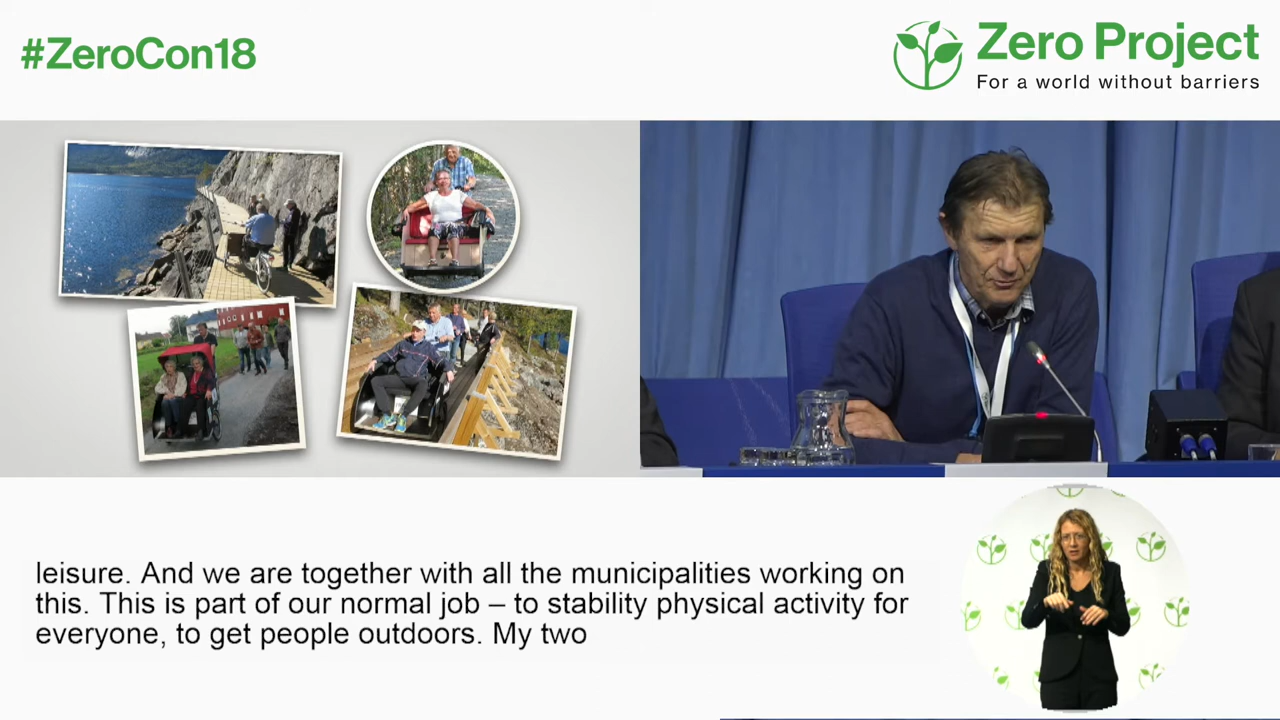 #ZeroCon18
Zero Project
For a world without barriers
leisure. And we are together with all the municipalities working on
this. This is part of our normal job – to stability physical activity for
everyone, to get people outdoors. My two